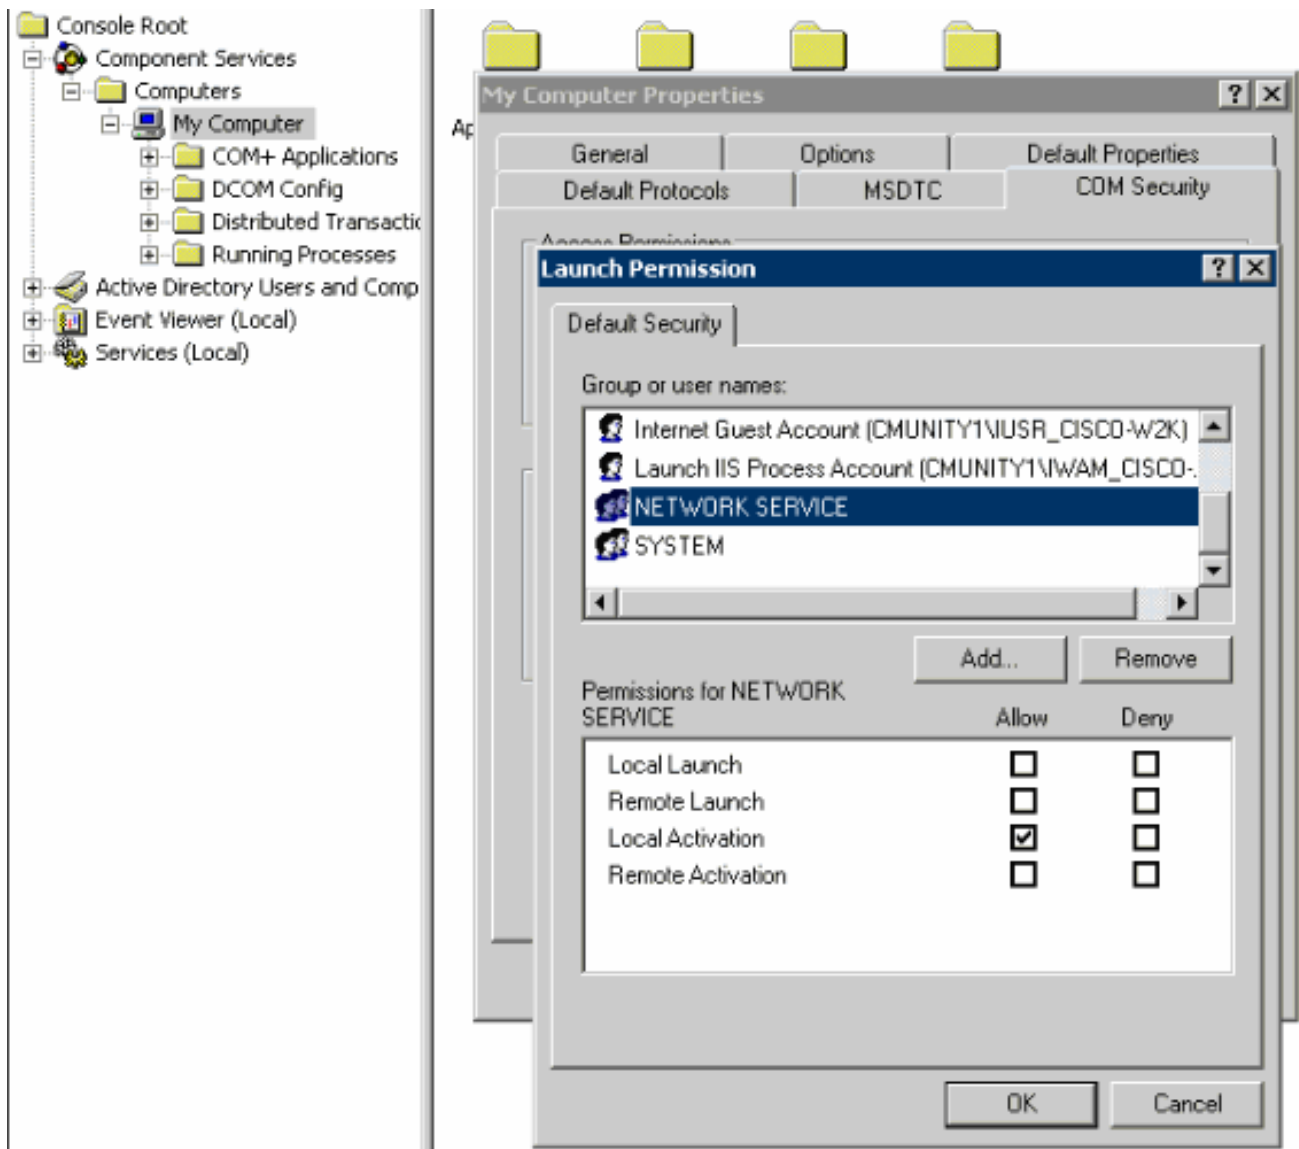 Console Root
Component Services
Computers
My Computer
COM+ Applications
DCOM Config
Distributed Transactic
Running Processes
Active Directory Users and Comp
Event Viewer (Local)
Services (Local)
Ap
My Computer Properties
General
Options
Default Properties
Default Protocols
MSDTC
COM Security
Access Permissions
Launch Permission
Default Security
Group or user names:
Internet Guest Account (CMUNITY1\IUSR_CISCO-W2K)
Launch IIS Process Account (CMUNITY1\IWAM_CISCO-.
NETWORK SERVICE
SYSTEM
Add...
Remove
Permissions for NETWORK
SERVICE
Allow
Deny
Local Launch
Remote Launch
Local Activation
Remote Activation
OK
Cancel